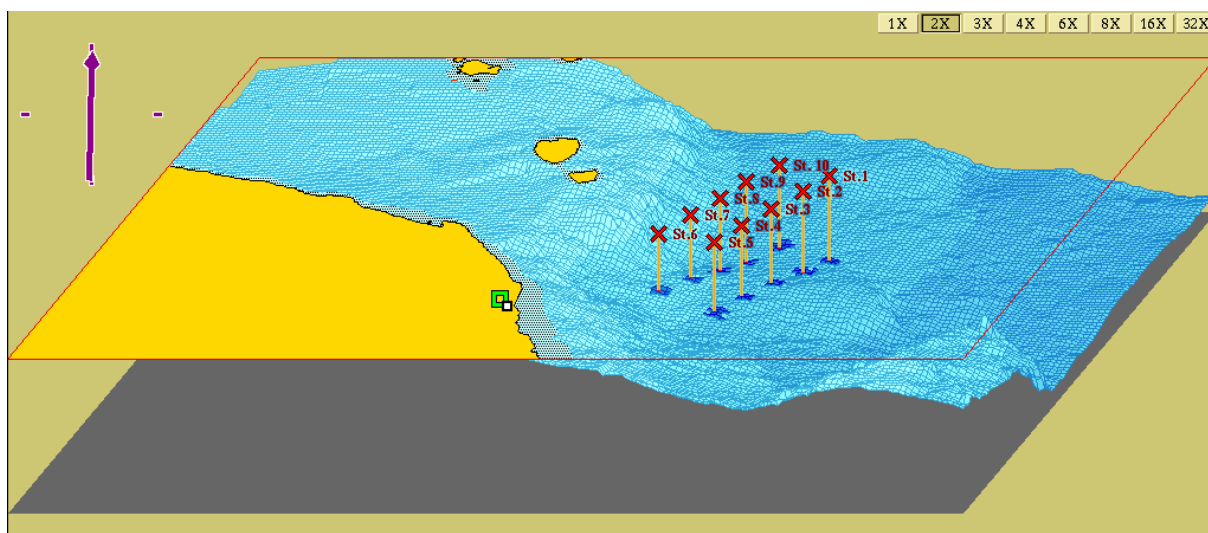 1X 2X 3X 4X 6X 8X 16X 32X
St. 10
St.1
St.9
St.2
St.8
St.3
St.7
St.4
St.6
St.5